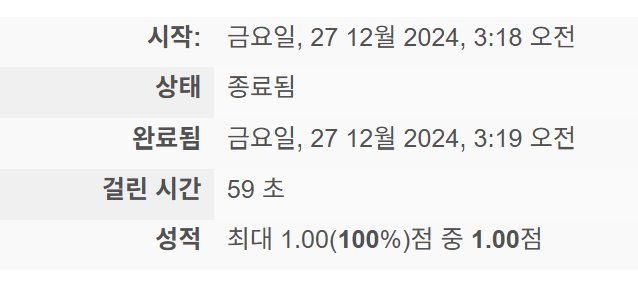 시작: 금요일, 27 12월 2024, 3:18 오전
상태 종료됨
완료됨 금요일, 27 12월 2024, 3:19 오전
걸린 시간 59 초
성적 최대 1.00(100%)점 중 1.00점